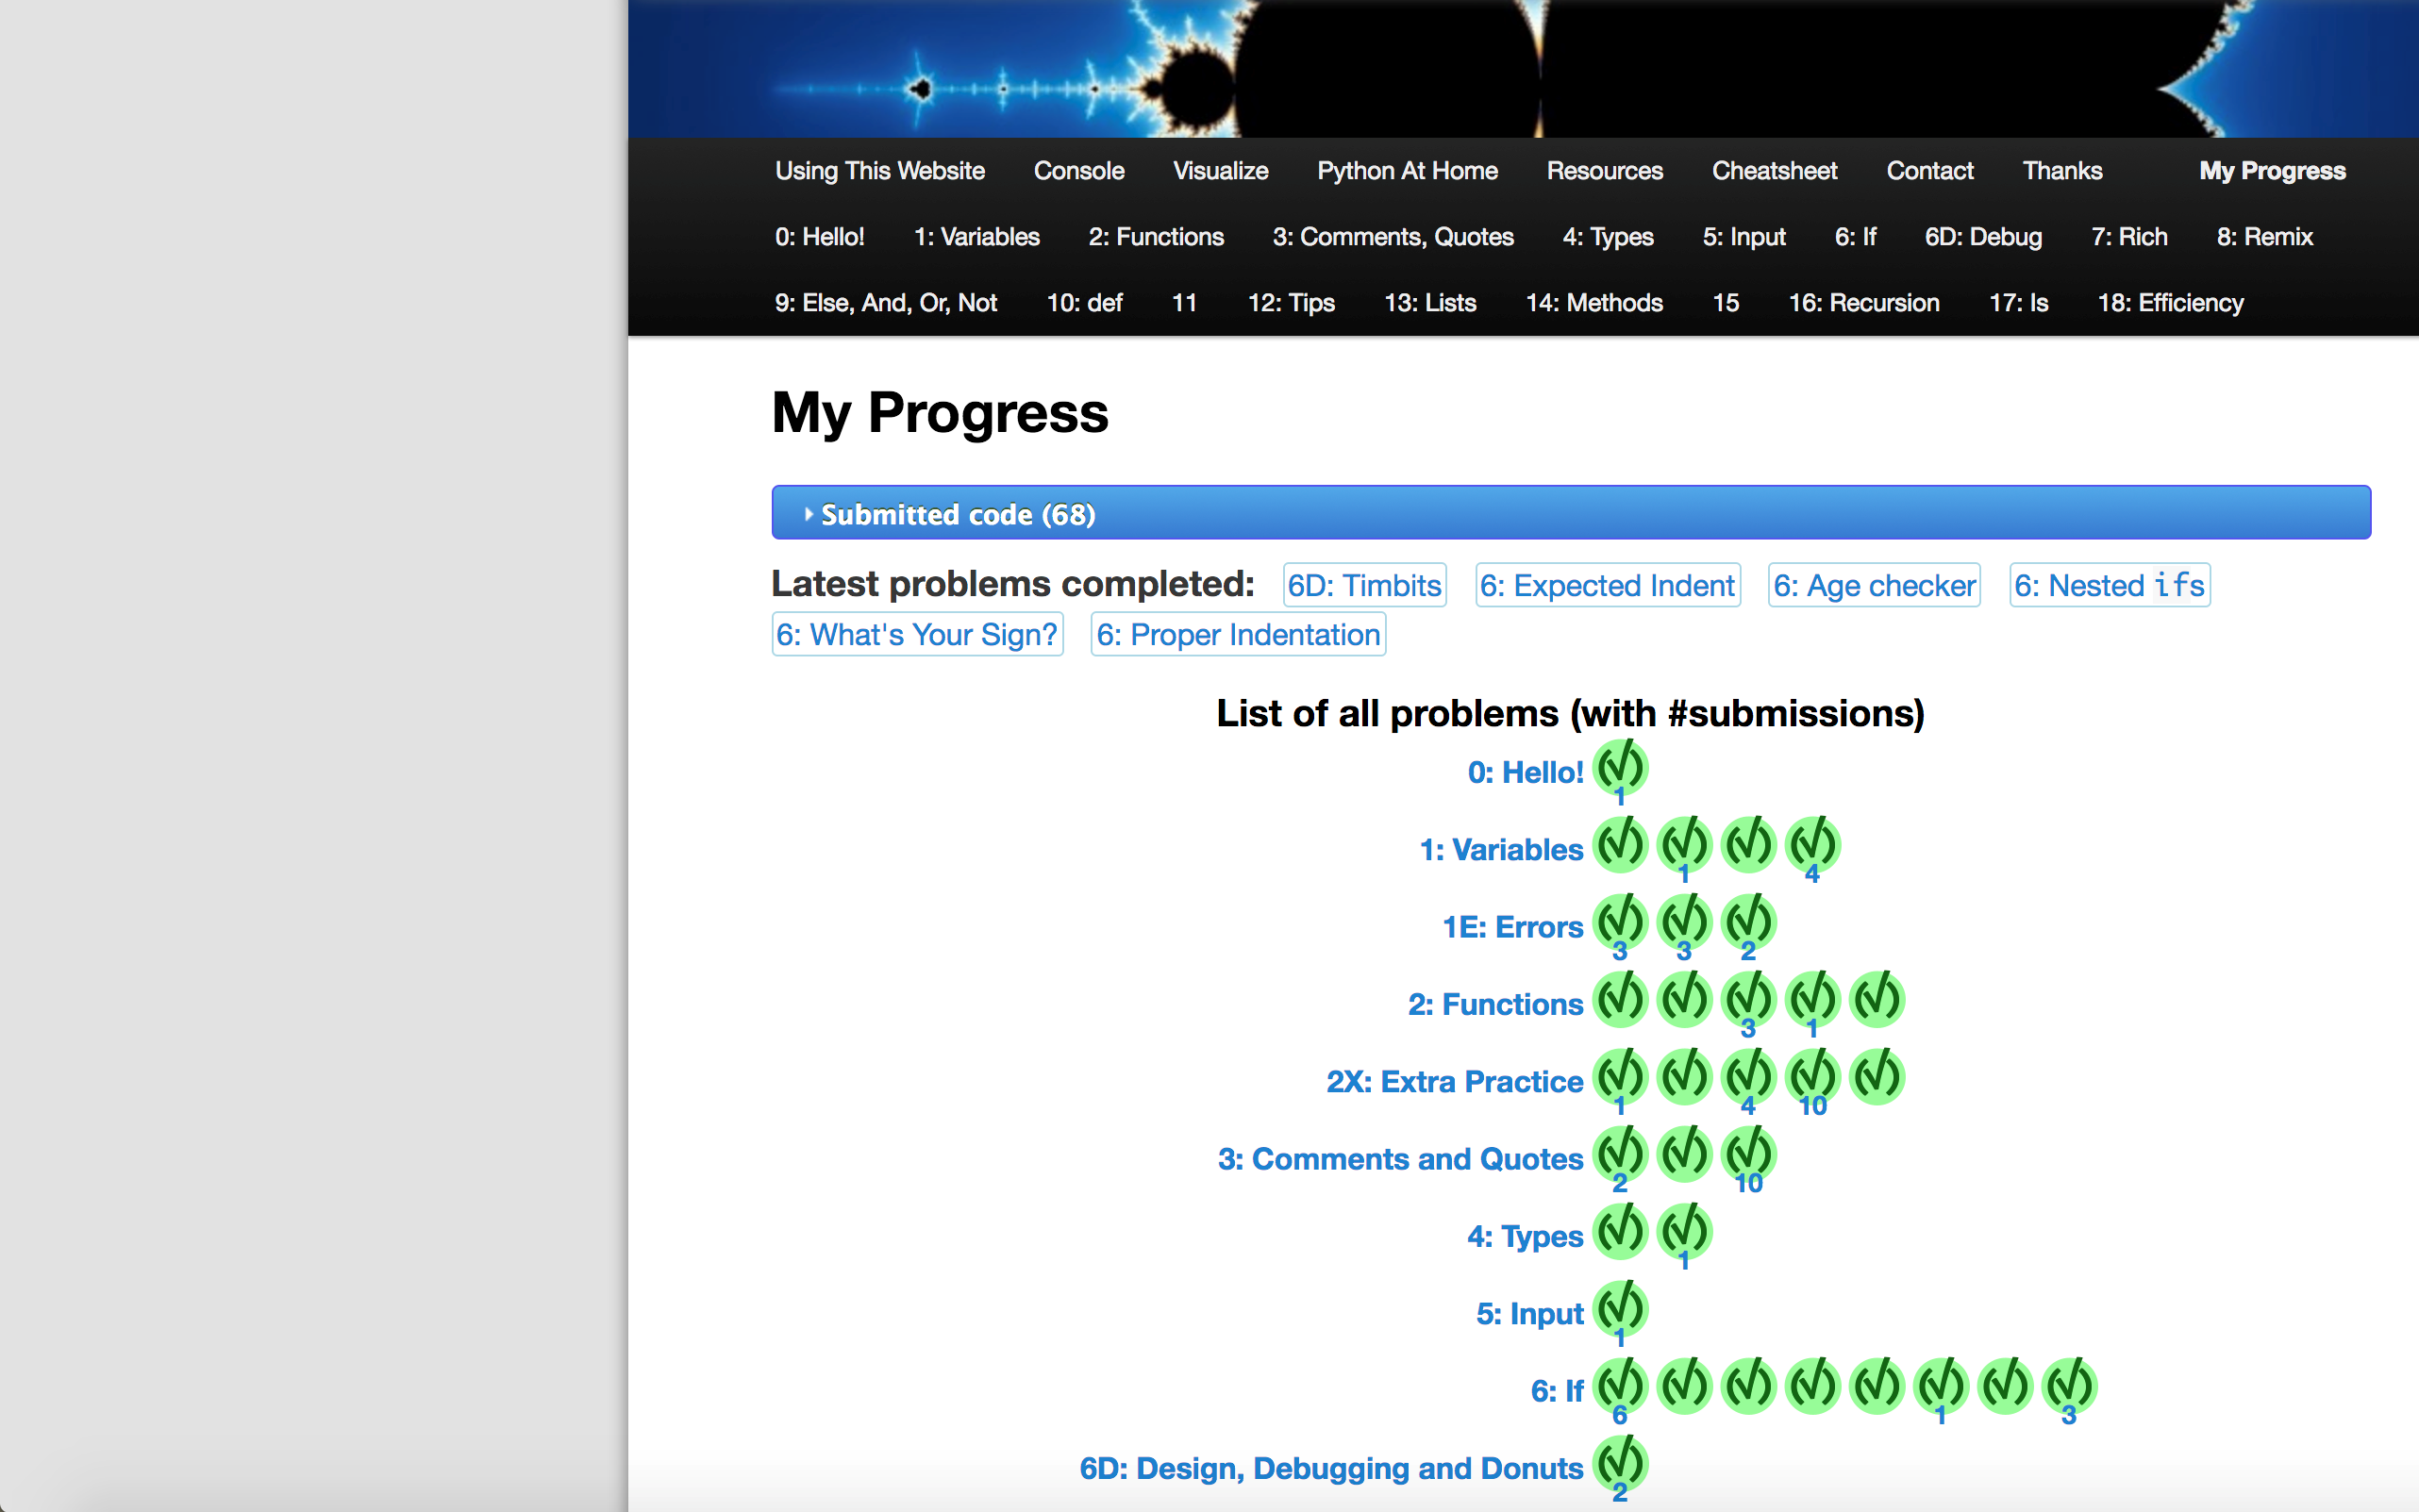 Using This Website Console Visualize Python At Home Resources Cheatsheet Contact Thanks My Progress
0: Hello! 1: Variables 2: Functions 3: Comments, Quotes 4: Types 5: Input 6: If 6D: Debug 7: Rich 8: Remix
9: Else, And, Or, Not 10: def 11 12: Tips 13: Lists 14: Methods 15 16: Recursion 17: Is 18: Efficiency
My Progress
Submitted code (68)
Latest problems completed: 6D: Timbits 6: Expected Indent 6: Age checker 6: Nested ifs
6: What's Your Sign? 6: Proper Indentation
List of all problems (with #submissions)
0: Hello!
1
1: Variables
1 4
1E: Errors
3 3 2
2: Functions
3 1
2X: Extra Practice
1 4 10
3: Comments and Quotes
2 10
4: Types
1
5: Input
1
6: If
6 1 3
6D: Design, Debugging and Donuts
2